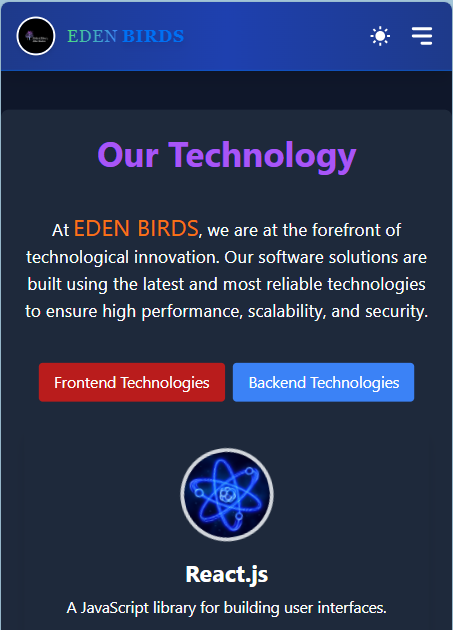 EDEN BIRDS
Our Technology
At EDEN BIRDS, we are at the forefront of
technological innovation. Our software solutions are
built using the latest and most reliable technologies
to ensure high performance, scalability, and security.
Frontend Technologies
Backend Technologies
React.js
A JavaScript library for building user interfaces.